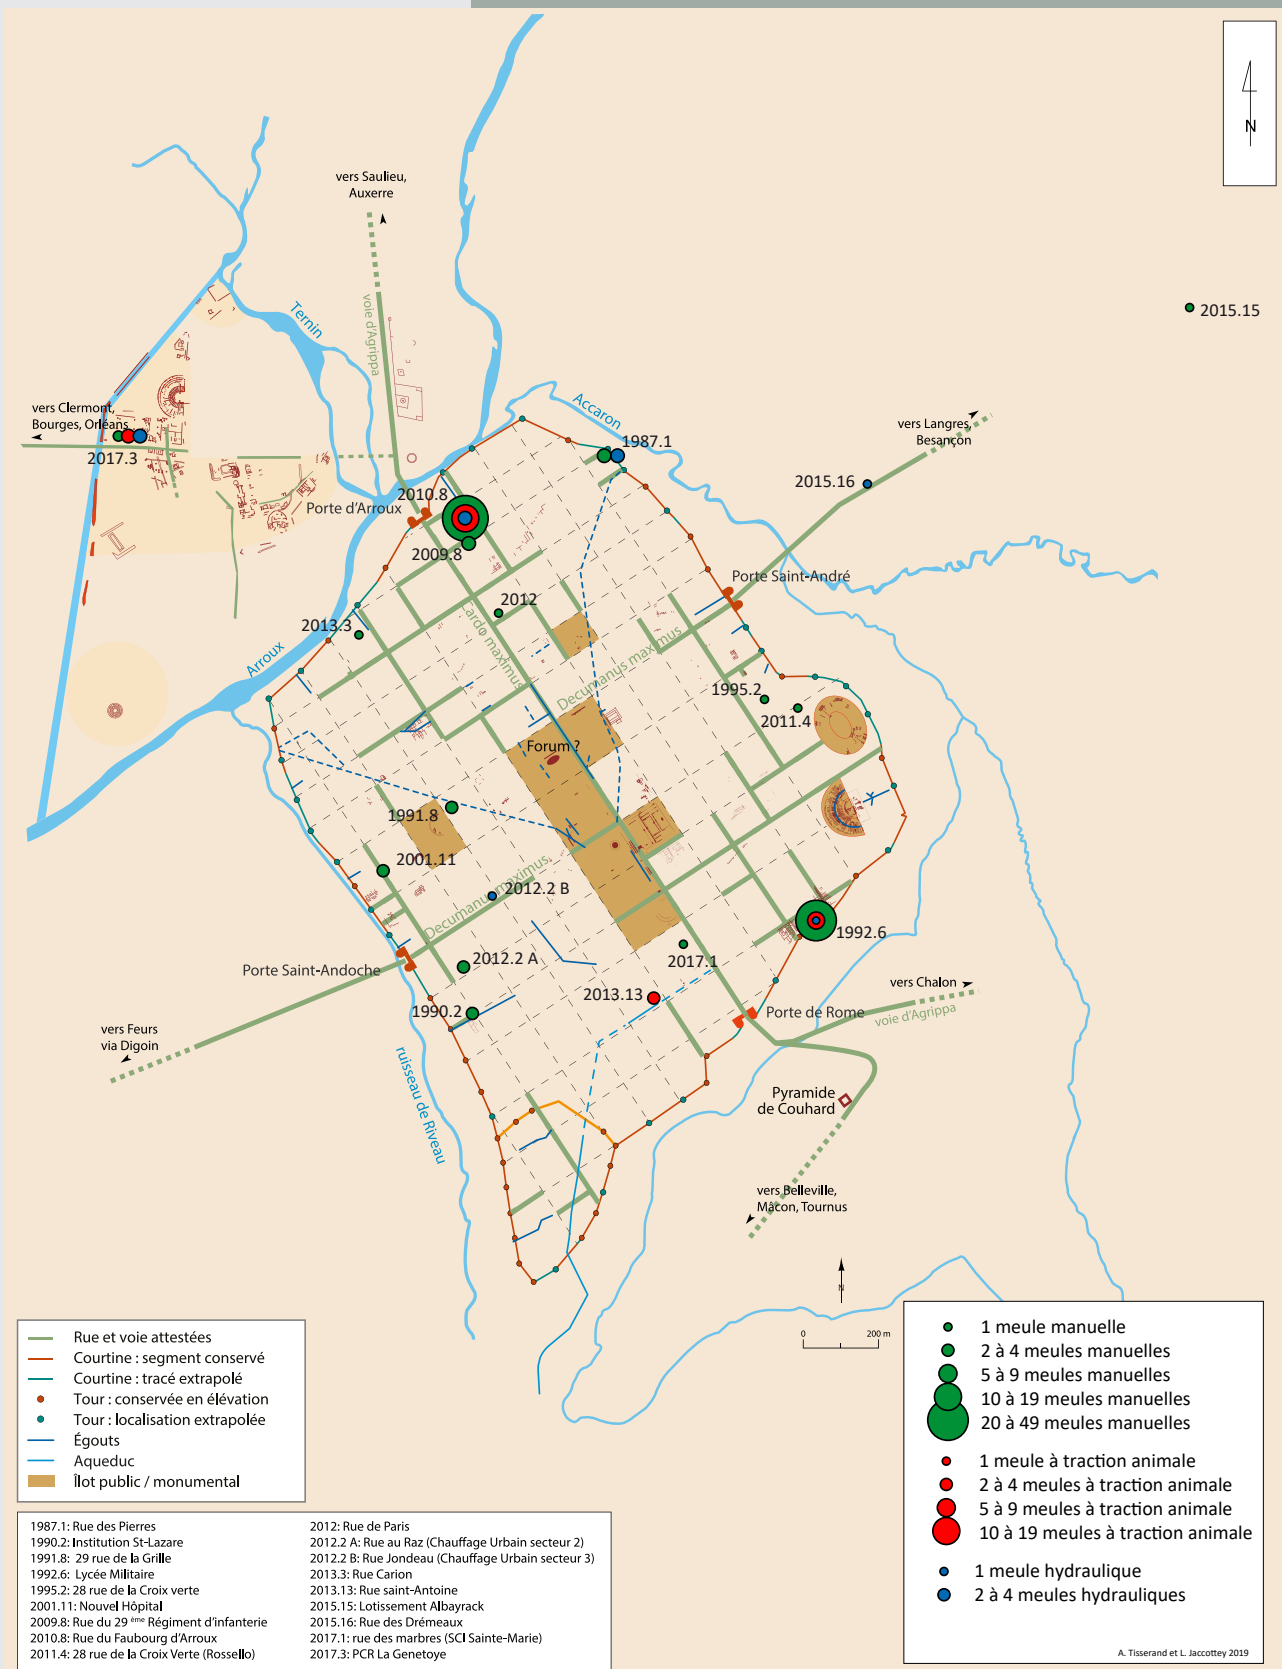 N
vers Saulieu,
Auxerre
voie d'Agrippa
Ternin
2015.15
vers Clermont,
Bourges, Orléans
2017.3
Accaron
1987.1
vers Langres,
Besançon
2015.16
2010.8
Porte d'Arroux
2009.8
Porte Saint-André
2012
Cardo maximus
2013.3
Arroux
Decumanus maximus
1995.2
2011.4
Forum ?
1991.8
2001.11
2012.2 B
Decumanus maximus
1992.6
2012.2 A
2017.1
Porte Saint-Andoche
2013.13
vers Chalon
1990.2
Porte de Rome
voie d'Agrippa
vers Feurs
via Digoin
ruisseau de Riveau
Pyramide
de Couhard
vers Belleville,
Mâcon, Tournus
N
0 200 m
Rue et voie attestées
Courtine : segment conservé
Courtine : tracé extrapolé
Tour : conservée en élévation
Tour : localisation extrapolée
Égouts
Aqueduc
Îlot public / monumental
1 meule manuelle
2 à 4 meules manuelles
5 à 9 meules manuelles
10 à 19 meules manuelles
20 à 49 meules manuelles
1 meule à traction animale
2 à 4 meules à traction animale
5 à 9 meules à traction animale
10 à 19 meules à traction animale
1 meule hydraulique
2 à 4 meules hydrauliques
A. Tisserand et L. Jaccottey 2019
1987.1: Rue des Pierres
1990.2: Institution St-Lazare
1991.8: 29 rue de la Grille
1992.6: Lycée Militaire
1995.2: 28 rue de la Croix verte
2001.11: Nouvel Hôpital
2009.8: Rue du 29 ème Régiment d'infanterie
2010.8: Rue du Faubourg d'Arroux
2011.4: 28 rue de la Croix Verte (Rossello)
2012: Rue de Paris
2012.2 A: Rue au Raz (Chauffage Urbain secteur 2)
2012.2 B: Rue Jondeau (Chauffage Urbain secteur 3)
2013.3: Rue Carion
2013.13: Rue saint-Antoine
2015.15: Lotissement Albayrack
2015.16: Rue des Drémeaux
2017.1: rue des marbres (SCI Sainte-Marie)
2017.3: PCR La Genetoye